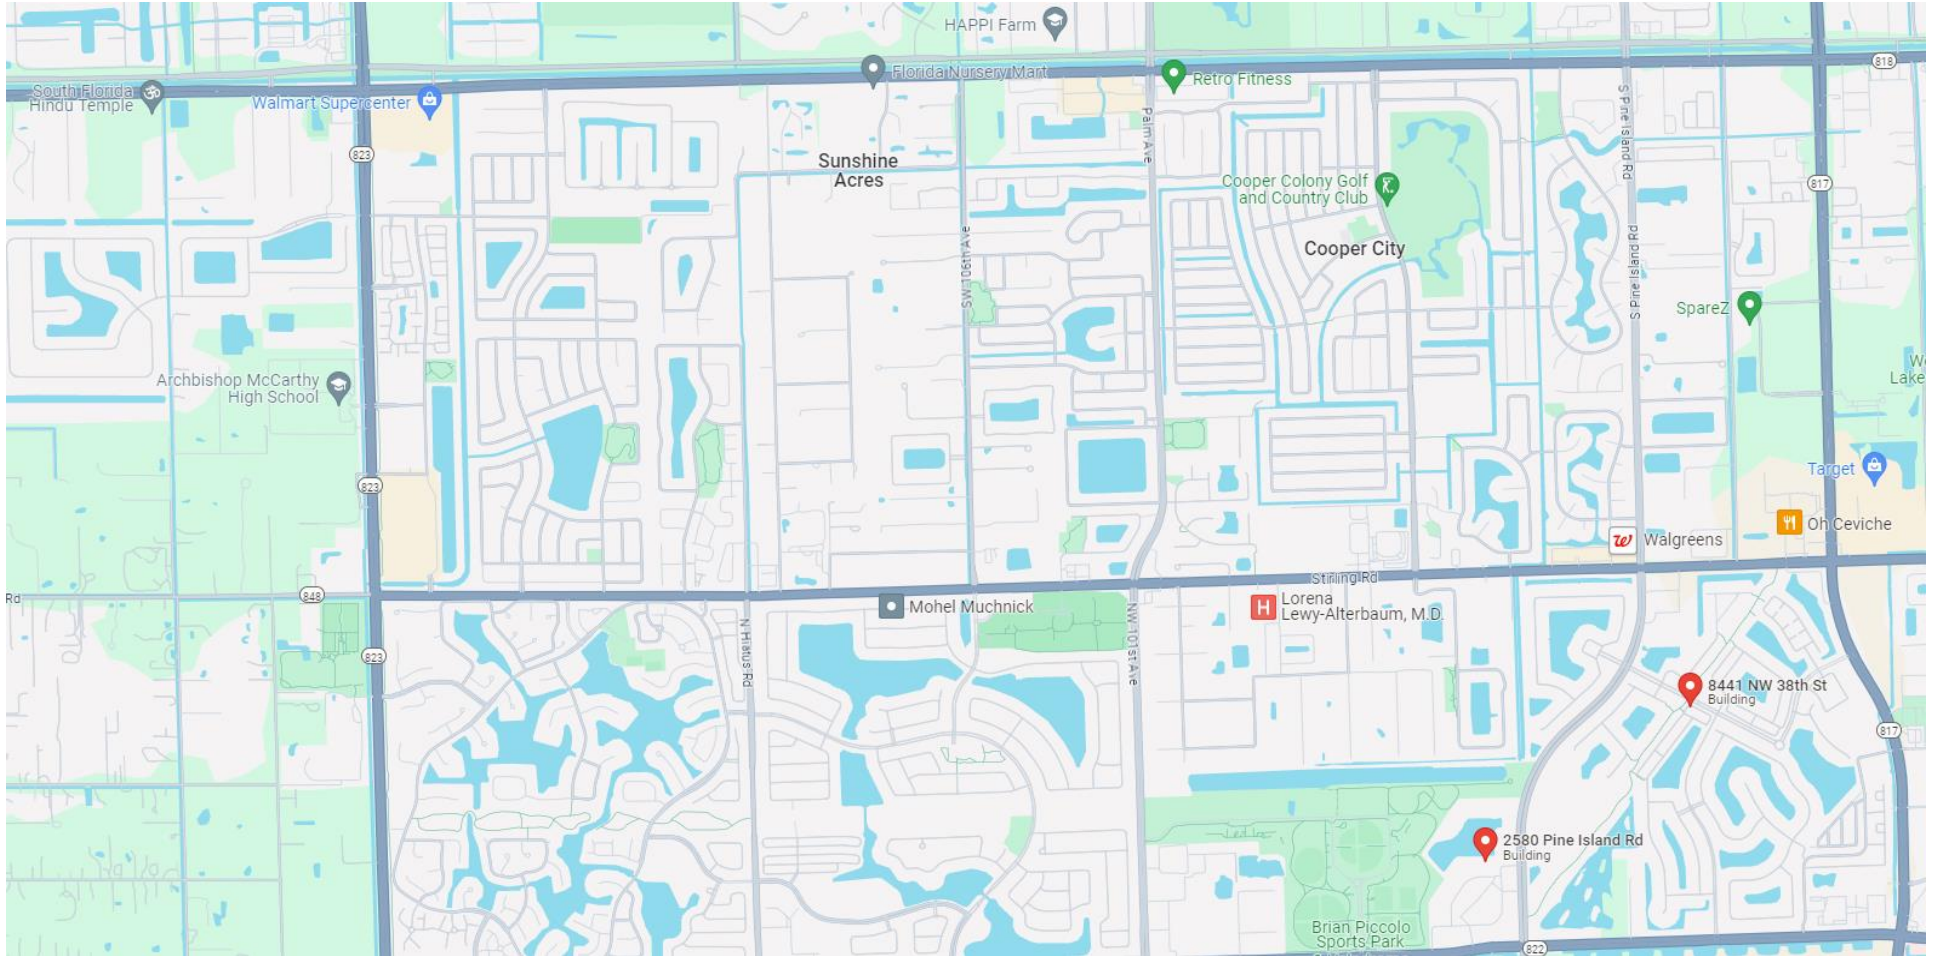 HAPPI Farm
818
Florida Nursery Mart
Retro Fitness
South Florida
Hindu Temple
Walmart Supercenter
S Pine Island Rd
Palm Ave
823
Sunshine
Acres
Cooper Colony Golf
and Country Club
817
Cooper City
SW 106th Ave
S Pine Island Rd
SpareZ
Archbishop McCarthy
High School
Lake
Target
823
Oh Ceviche
Walgreens
Stirling Rd
848
Rd
Mohel Muchnick
H
Lorena
Lewy-Alterbaum, M.D.
N Hiatus Rd
NW 101st Ave
823
8441 NW 38th St
Building
817
2580 Pine Island Rd
Building
Brian Piccolo
Sports Park
822